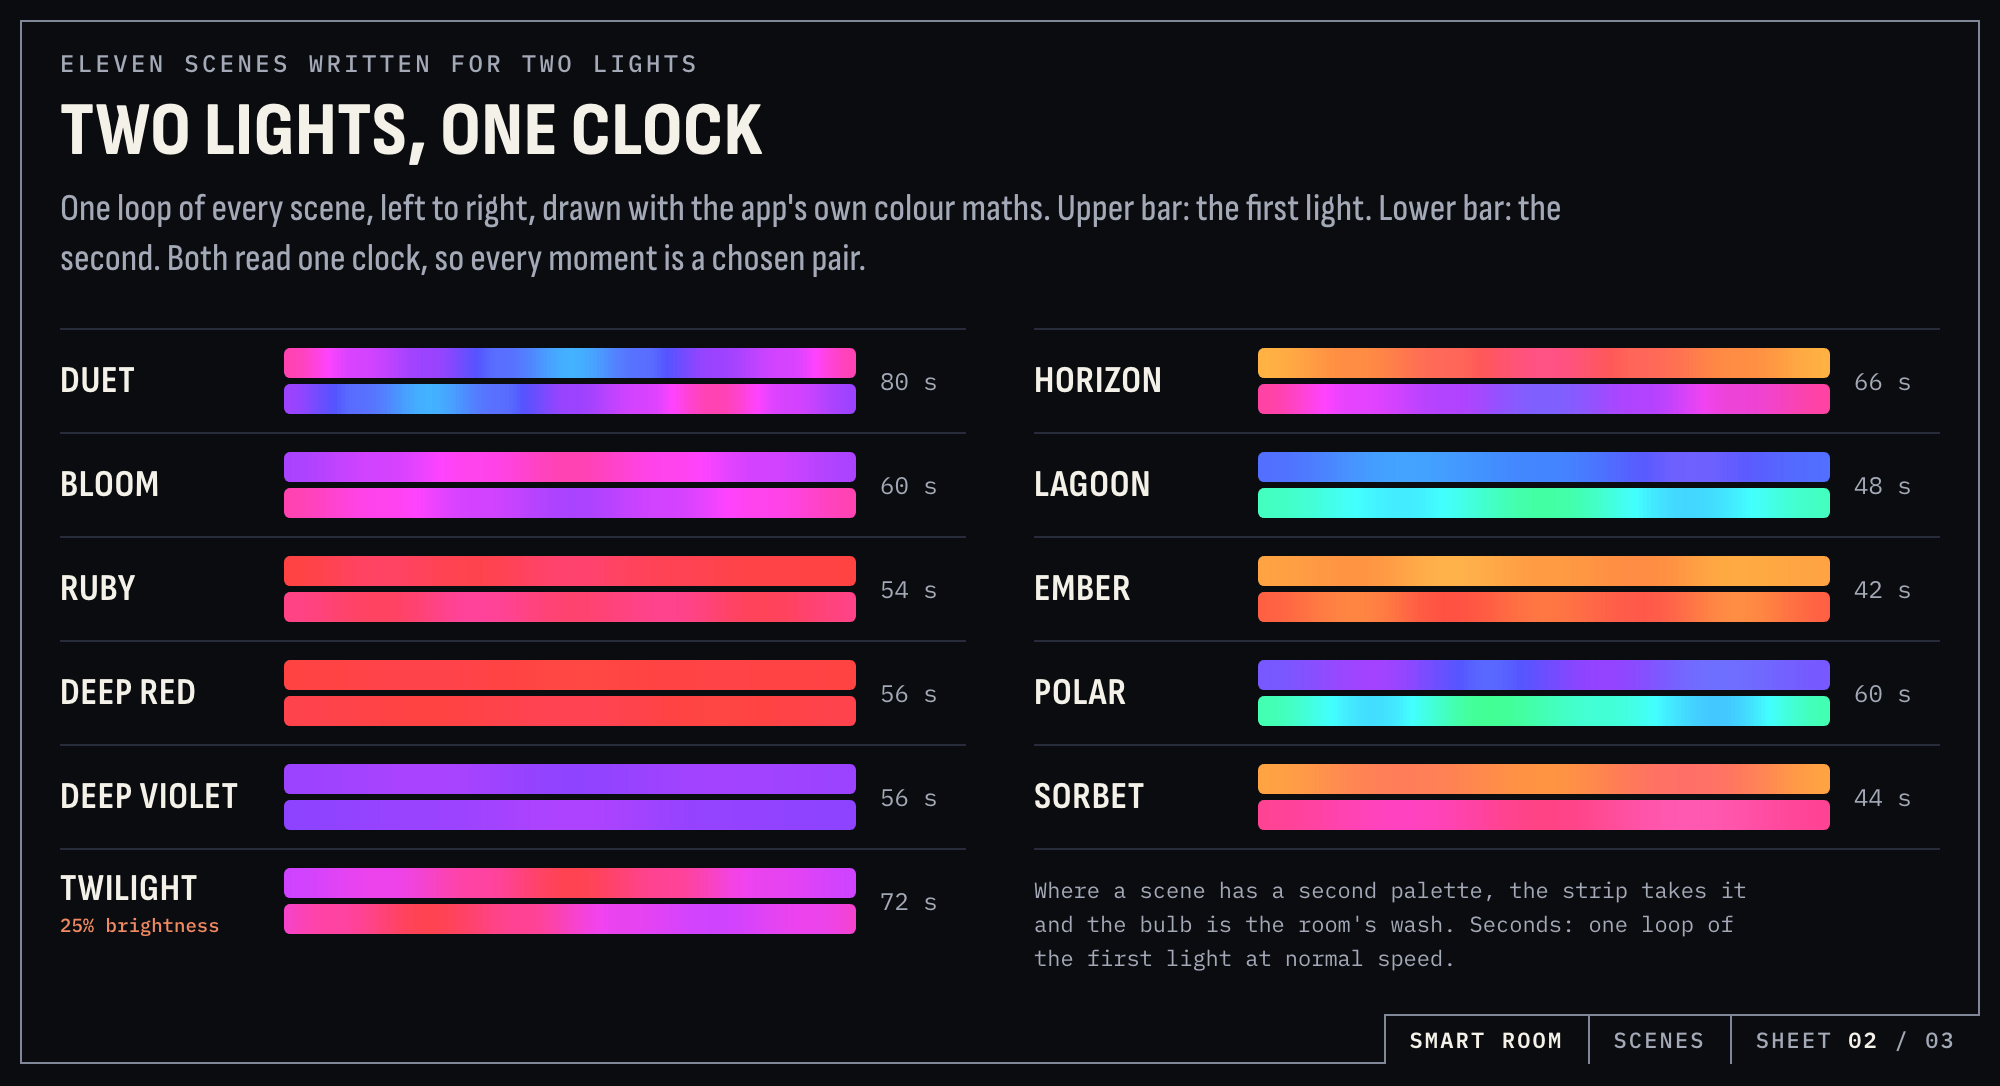 ELEVEN SCENES WRITTEN FOR TWO LIGHTS
TWO LIGHTS, ONE CLOCK
One loop of every scene, left to right, drawn with the app's own colour maths. Upper bar: the first light. Lower bar: the
second. Both read one clock, so every moment is a chosen pair.
DUET 80 s
BLOOM 60 s
RUBY 54 s
DEEP RED 56 s
DEEP VIOLET 56 s
TWILIGHT 72 s
25% brightness
HORIZON 66 s
LAGOON 48 s
EMBER 42 s
POLAR 60 s
SORBET 44 s
Where a scene has a second palette, the strip takes it
and the bulb is the room's wash. Seconds: one loop of
the first light at normal speed.
SMART ROOM SCENES SHEET 02 / 03